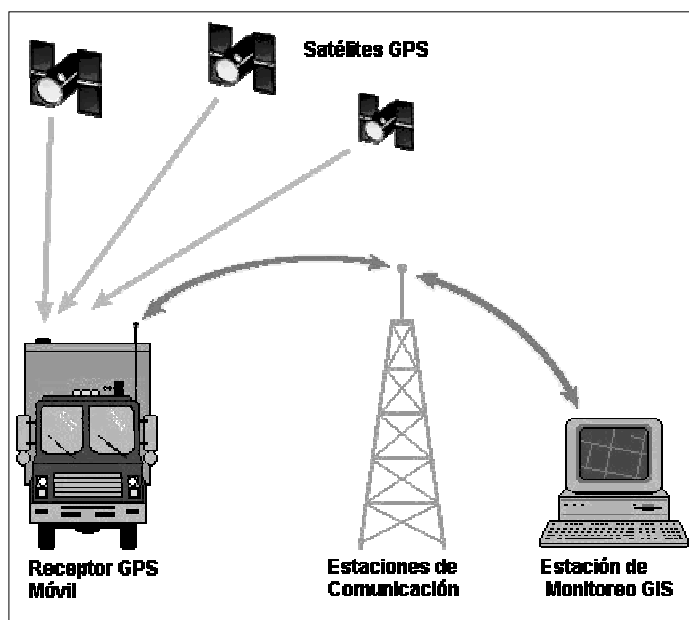 Satélites GPS
Receptor GPS
Móvil
Estaciones de
Comunicación
Estación de
Monitoreo GIS